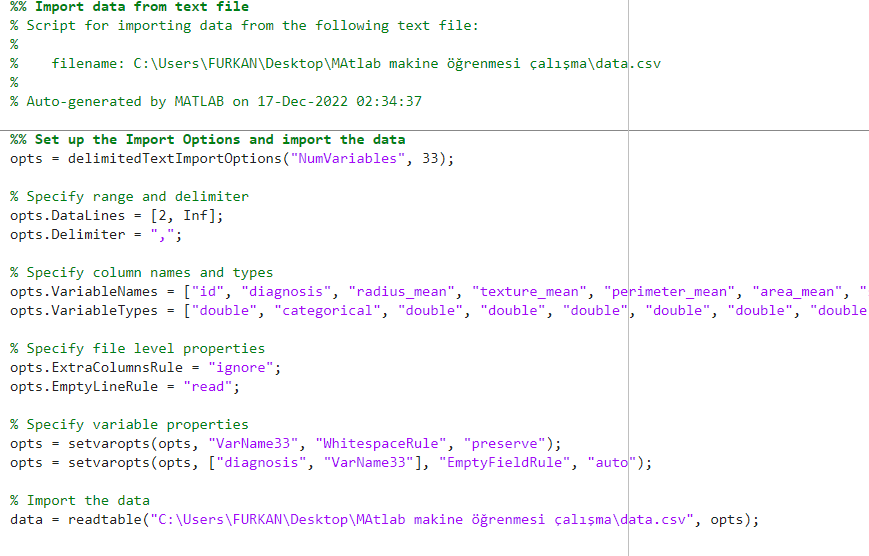 %% Import data from text file
% Script for importing data from the following text file:
%
%    filename: C:\Users\FURKAN\Desktop\MAtlab makine öğrenmesi çalışma\data.csv
%
% Auto-generated by MATLAB on 17-Dec-2022 02:34:37
%% Set up the Import Options and import the data
opts = delimitedTextImportOptions("NumVariables", 33);
% Specify range and delimiter
opts.DataLines = [2, Inf];
opts.Delimiter = ",";
% Specify column names and types
opts.VariableNames = ["id", "diagnosis", "radius_mean", "texture_mean", "perimeter_mean", "area_mean", "
opts.VariableTypes = ["double", "categorical", "double", "double", "double", "double", "double", "double
% Specify file level properties
opts.ExtraColumnsRule = "ignore";
opts.EmptyLineRule = "read";
% Specify variable properties
opts = setvaropts(opts, "VarName33", "WhitespaceRule", "preserve");
opts = setvaropts(opts, ["diagnosis", "VarName33"], "EmptyFieldRule", "auto");
% Import the data
data = readtable("C:\Users\FURKAN\Desktop\MAtlab makine öğrenmesi çalışma\data.csv", opts);